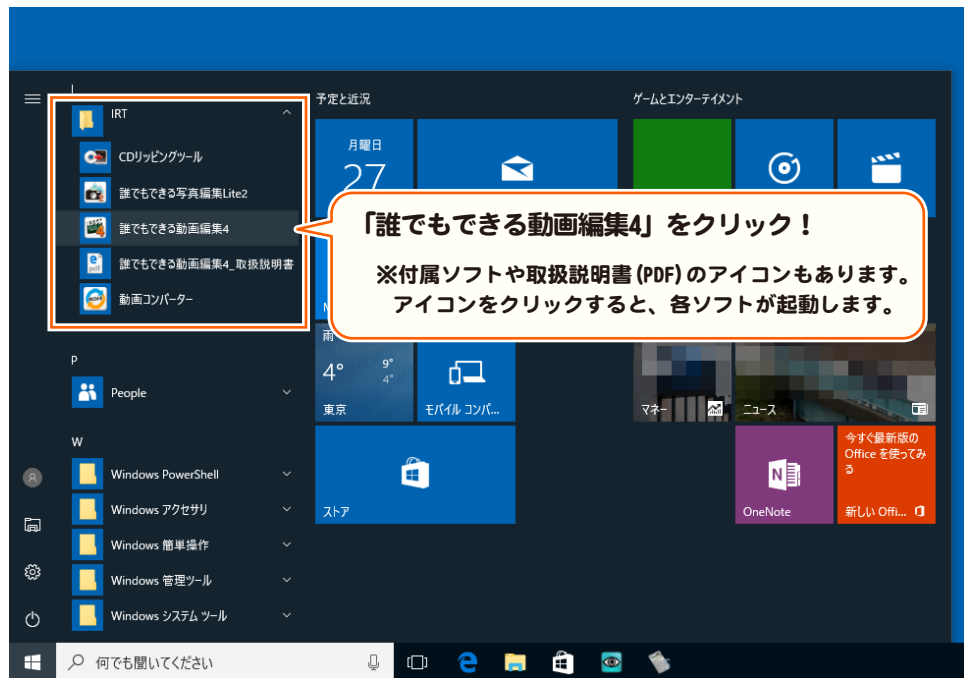 I
IRT
CDリッピングツール
誰でもできる写真編集Lite2
誰でもできる動画編集4
誰でもできる動画編集4_取扱説明書
動画コンバーター
P
People
W
Windows PowerShell
Windows アクセサリ
Windows 簡単操作
Windows 管理ツール
Windows システム ツール
予定と近況
月曜日
27
ゲームとエンターテイメント
「誰でもできる動画編集4」をクリック！
※付属ソフトや取扱説明書(PDF)のアイコンもあります。
アイコンをクリックすると、各ソフトが起動します。
雨
4°
9°
4°
東京
モバイル コンパ...
マネー
ニュース
ストア
OneNote
今すぐ最新版の
Office を使ってみ
る
新しい Offi...
何でも聞いてください